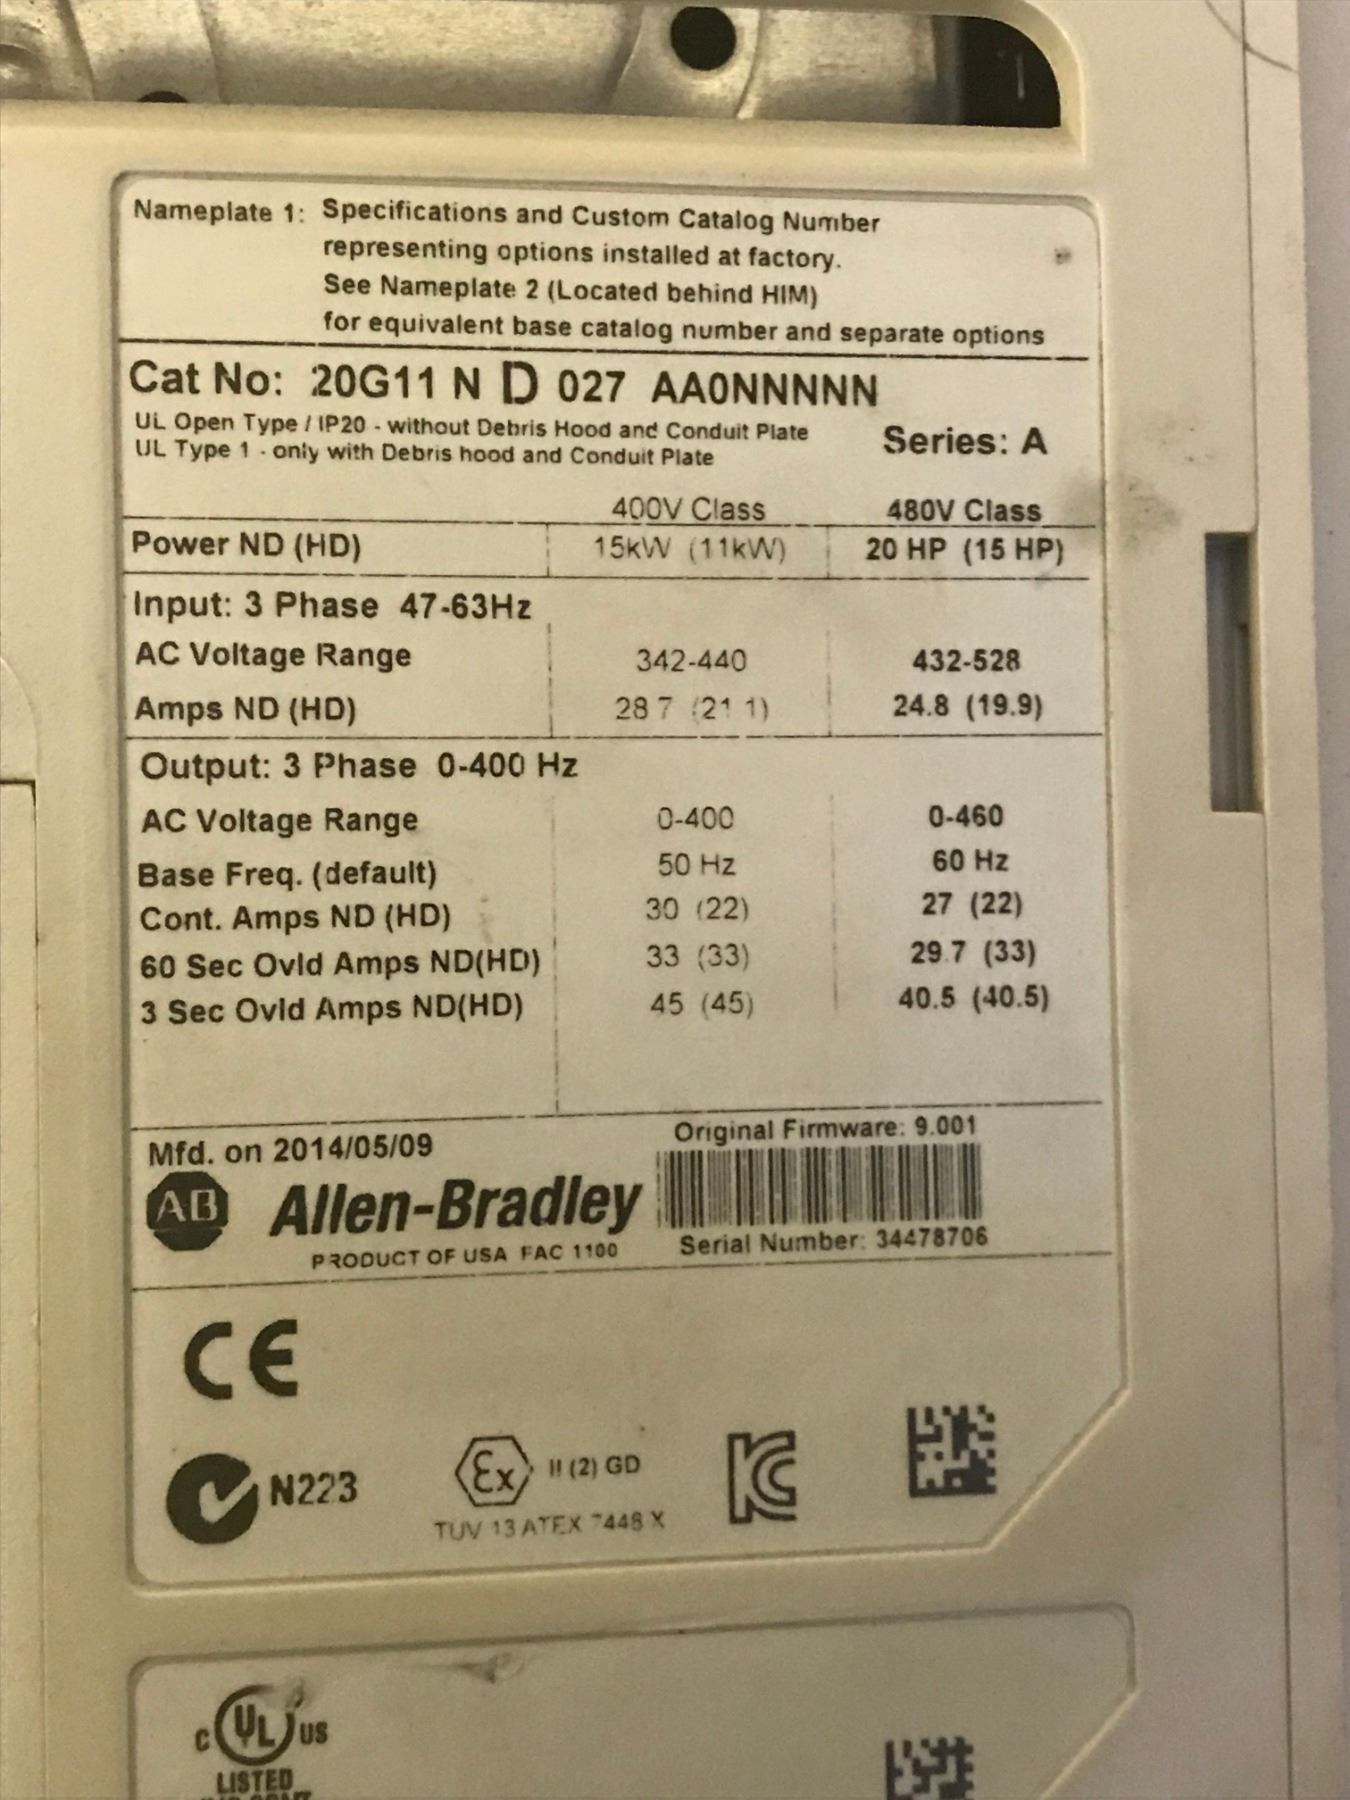 Nameplate 1: Specifications and Custom Catalog Number
representing options installed at factory.
See Nameplate 2 (Located behind HIM)
for equivalent base catalog number and separate options
Cat No: 20G11 N D 027 AA0NNNNN
UL Open Type / IP20 - without Debris Hood and Conduit Plate
UL Type 1 - only with Debris hood and Conduit Plate
Series: A
400V Class 480V Class
Power ND (HD) 15kW (11kW) 20 HP (15 HP)
Input: 3 Phase 47-63Hz
AC Voltage Range 342-440 432-528
Amps ND (HD) 28.7 (21.1) 24.8 (19.9)
Output: 3 Phase 0-400 Hz
AC Voltage Range 0-400 0-460
Base Freq. (default) 50 Hz 60 Hz
Cont. Amps ND (HD) 30 (22) 27 (22)
60 Sec Ovld Amps ND(HD) 33 (33) 29.7 (33)
3 Sec Ovld Amps ND(HD) 45 (45) 40.5 (40.5)
Mfd. on 2014/05/09
Original Firmware: 9.001
AB Allen-Bradley
PRODUCT OF USA FAC 1100
Serial Number: 34478706
CE
N223
Ex II (2) GD
TUV 13 ATEX 7448 X
KC
C UL US
LISTED